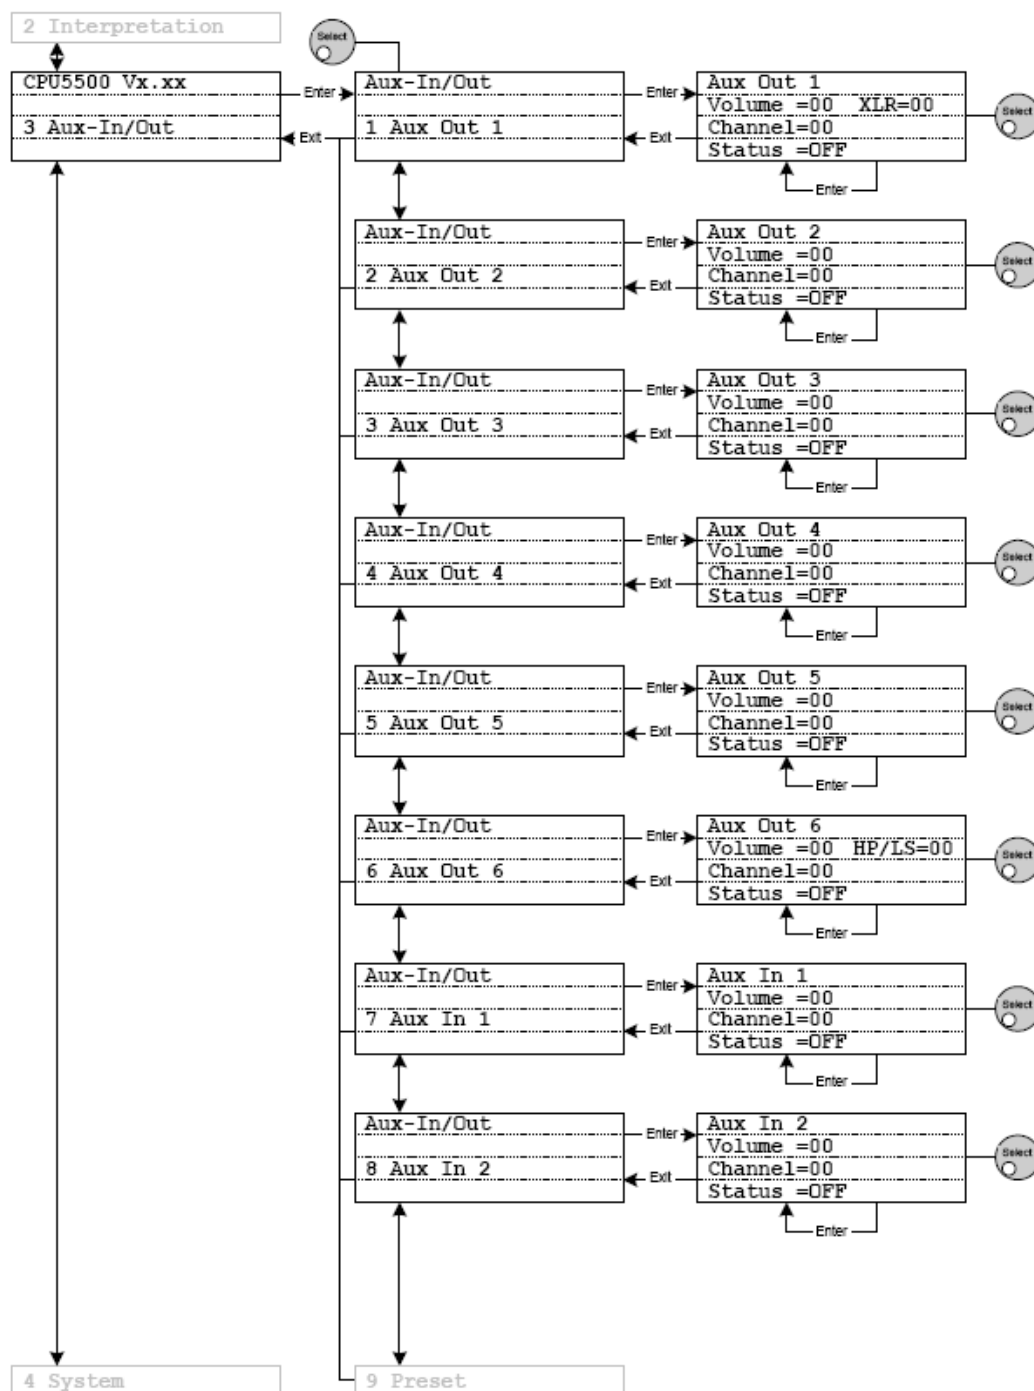 2 Interpretation
Select
CPU5500 Vx.xx
3 Aux-In/Out
Enter
Exit
Aux-In/Out
1 Aux Out 1
Enter
Exit
Aux Out 1
Volume =00 XLR=00
Channel=00
Status =OFF
Enter
Select
Aux-In/Out
2 Aux Out 2
Enter
Exit
Aux Out 2
Volume =00
Channel=00
Status =OFF
Enter
Select
Aux-In/Out
3 Aux Out 3
Enter
Exit
Aux Out 3
Volume =00
Channel=00
Status =OFF
Enter
Select
Aux-In/Out
4 Aux Out 4
Enter
Exit
Aux Out 4
Volume =00
Channel=00
Status =OFF
Enter
Select
Aux-In/Out
5 Aux Out 5
Enter
Exit
Aux Out 5
Volume =00
Channel=00
Status =OFF
Enter
Select
Aux-In/Out
6 Aux Out 6
Enter
Exit
Aux Out 6
Volume =00 HP/LS=00
Channel=00
Status =OFF
Enter
Select
Aux-In/Out
7 Aux In 1
Enter
Exit
Aux In 1
Volume =00
Channel=00
Status =OFF
Enter
Select
Aux-In/Out
8 Aux In 2
Enter
Exit
Aux In 2
Volume =00
Channel=00
Status =OFF
Enter
Select
4 System
9 Preset